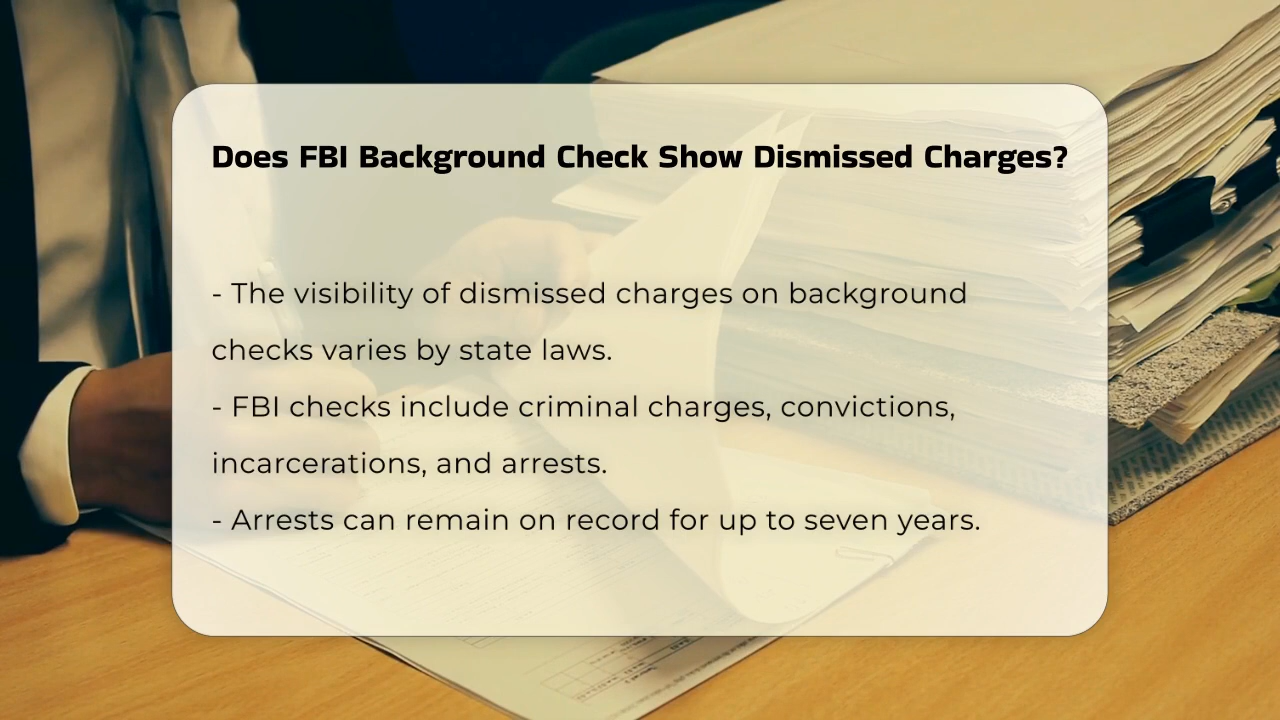 Does FBI Background Check Show Dismissed Charges?
- The visibility of dismissed charges on background
checks varies by state laws.
- FBI checks include criminal charges, convictions,
incarcerations, and arrests.
- Arrests can remain on record for up to seven years.